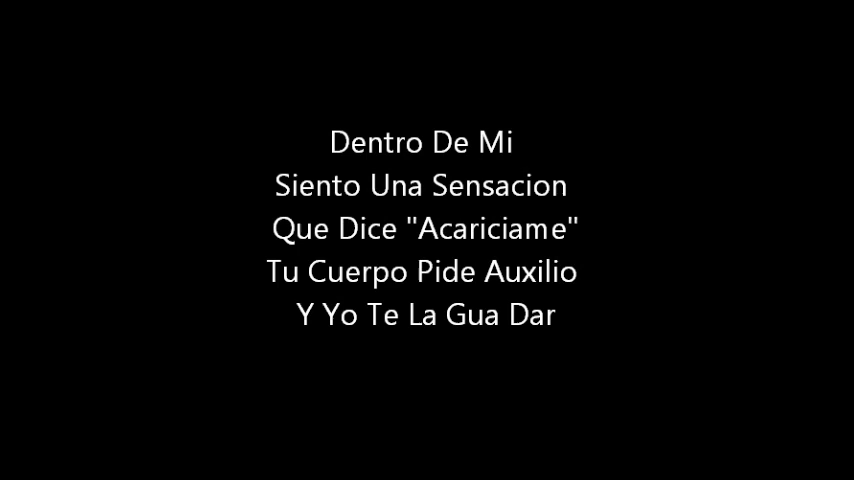 Dentro De Mi
Siento Una Sensacion
Que Dice "Acariciame"
Tu Cuerpo Pide Auxilio
Y Yo Te La Gua Dar